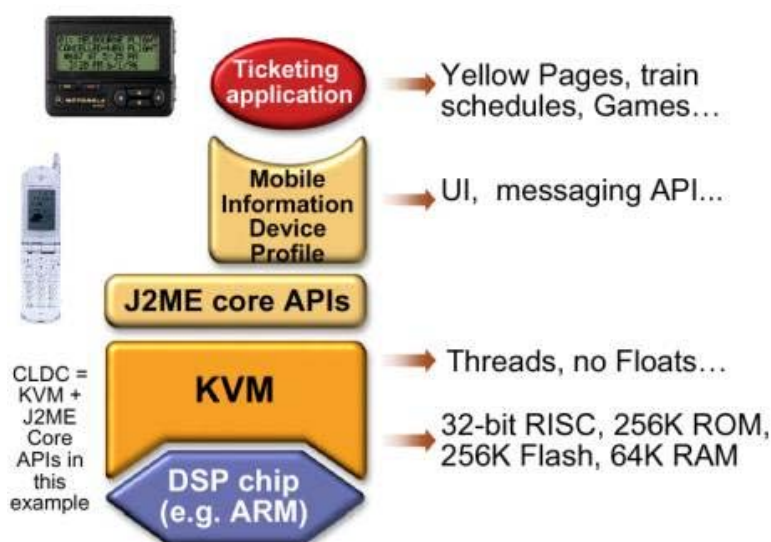 Ticketing
application
Yellow Pages, train
schedules, Games…
Mobile
Information
Device
Profile
UI, messaging API...
J2ME core APIs
CLDC =
KVM +
J2ME
Core
APIs in
this
example
KVM
Threads, no Floats…
32-bit RISC, 256K ROM,
256K Flash, 64K RAM
DSP chip
(e.g. ARM)